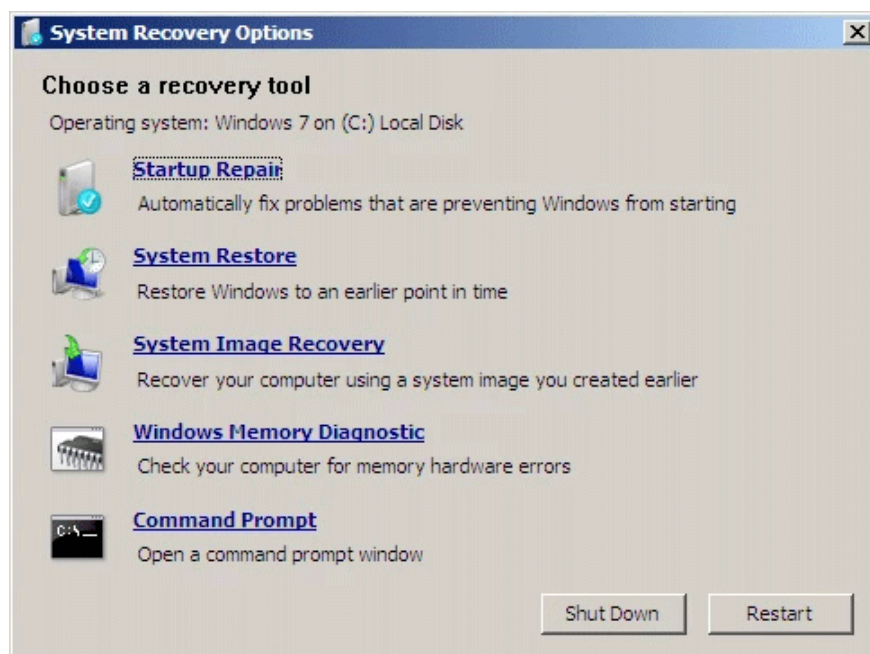 System Recovery Options
Choose a recovery tool
Operating system: Windows 7 on (C:) Local Disk
Startup Repair
Automatically fix problems that are preventing Windows from starting
System Restore
Restore Windows to an earlier point in time
System Image Recovery
Recover your computer using a system image you created earlier
Windows Memory Diagnostic
Check your computer for memory hardware errors
C:\_
Command Prompt
Open a command prompt window
Shut Down Restart